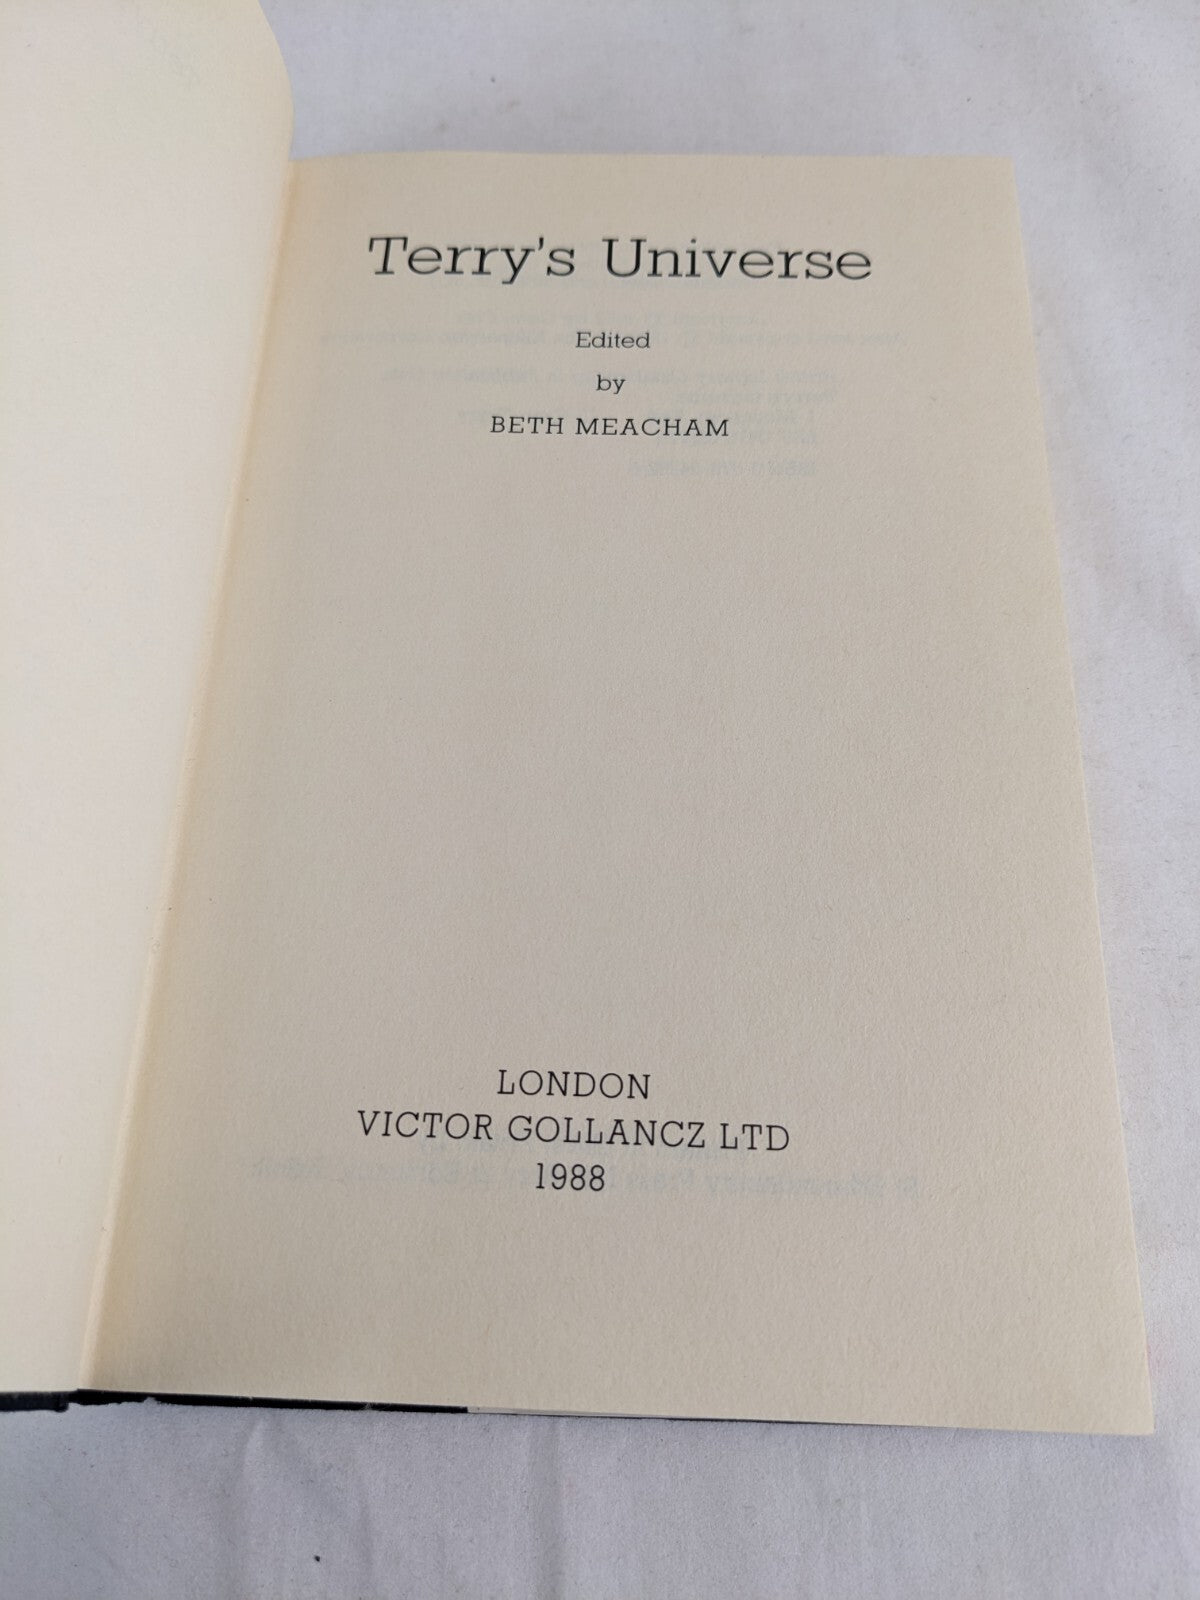 Terry's Universe
Edited
by
BETH MEACHAM
LONDON
VICTOR GOLLANCZ LTD
1988